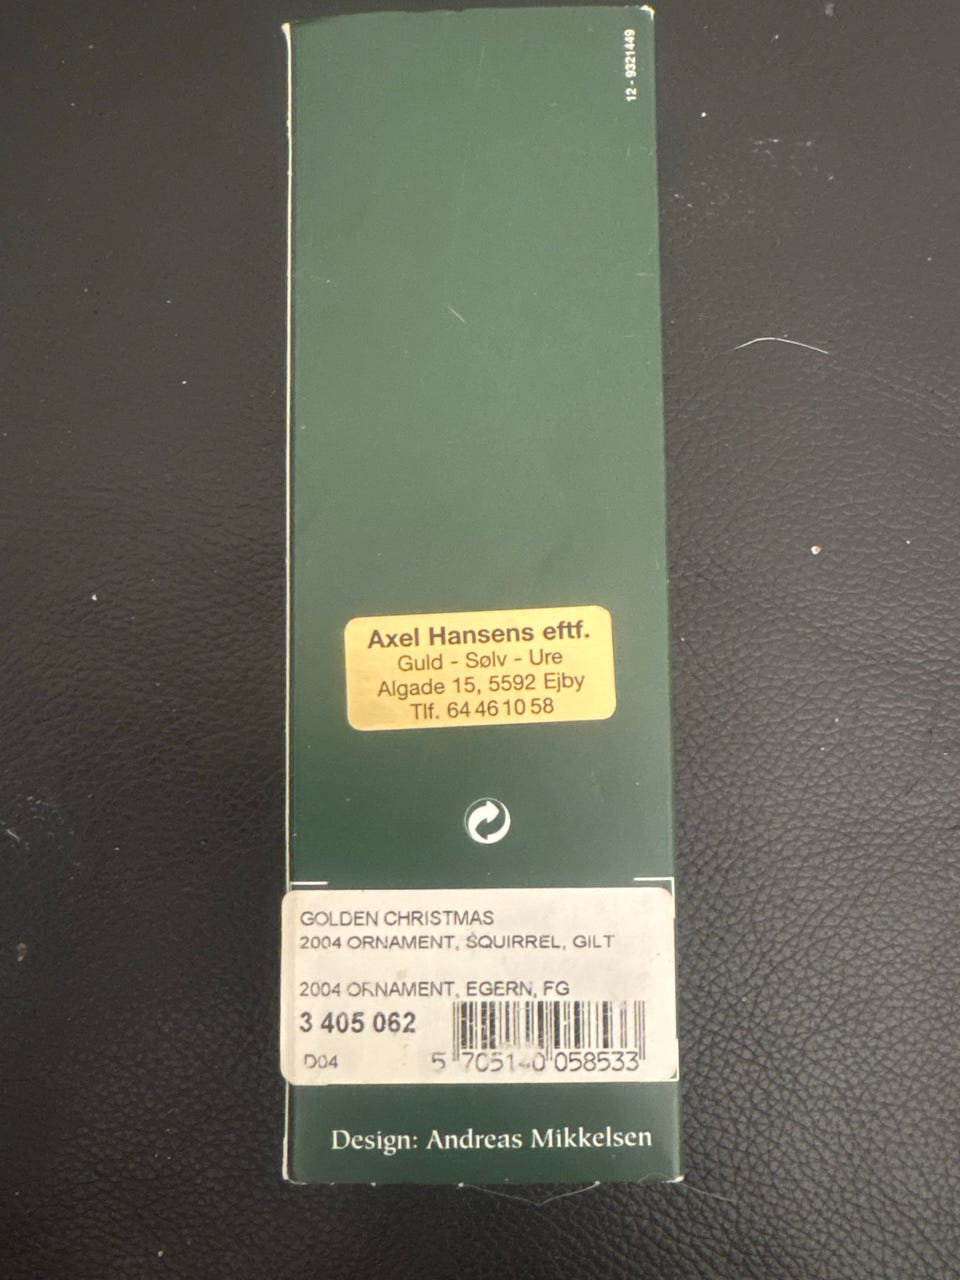 12 - 9321449
Axel Hansens eftf.
Guld - Sølv - Ure
Algade 15, 5592 Ejby
Tlf. 64 46 10 58
GOLDEN CHRISTMAS
2004 ORNAMENT, SQUIRREL, GILT
2004 ORNAMENT, EGERN, FG
3 405 062
D04
5 705140 058533
Design: Andreas Mikkelsen